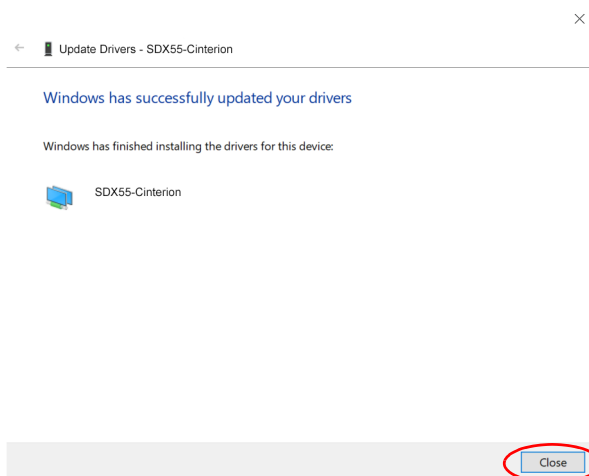 Update Drivers - SDX55-Cinterion
Windows has successfully updated your drivers
Windows has finished installing the drivers for this device:
SDX55-Cinterion
Close